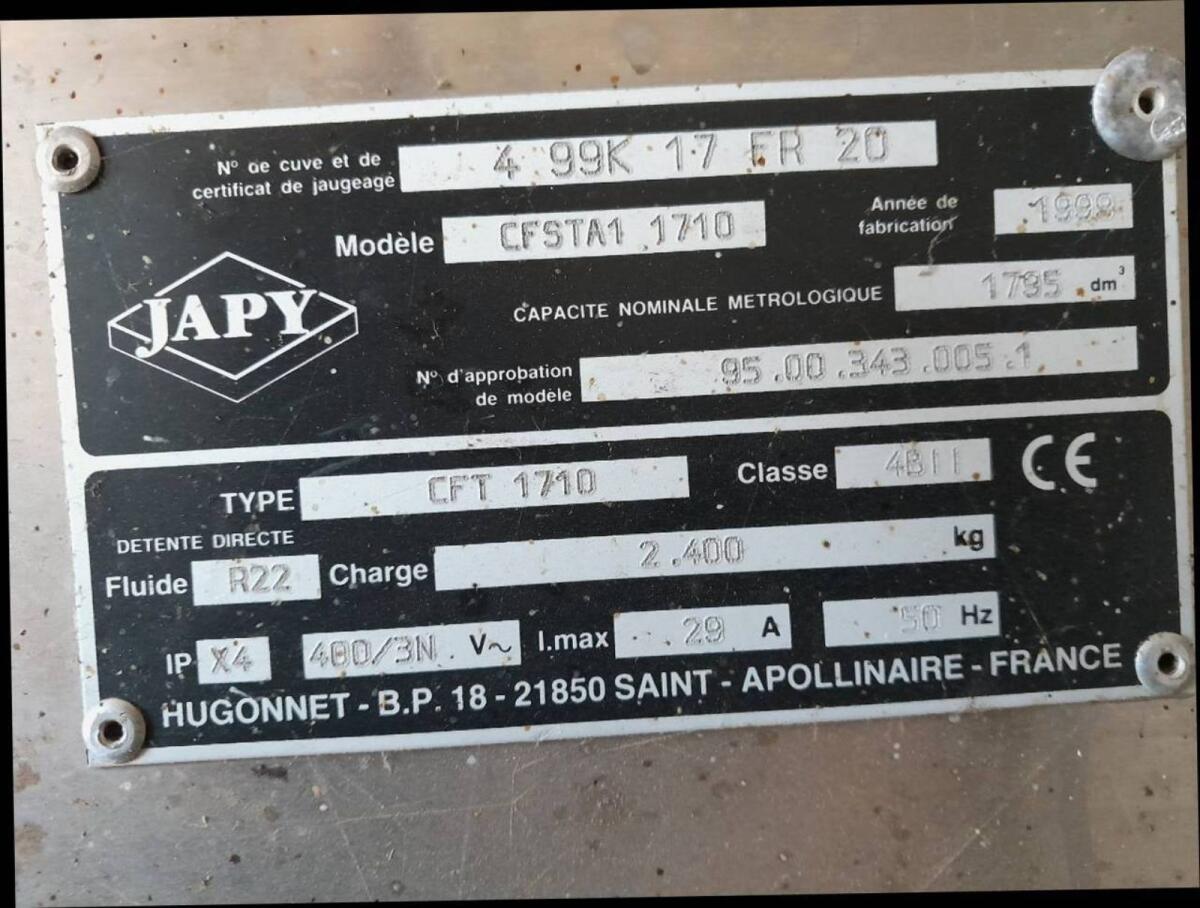 N° de cuve et de certificat de jaugeage 4 99K 17 FR 20
Modèle CFSTA1 1710
Année de fabrication 1999
JAPY
CAPACITE NOMINALE METROLOGIQUE 1795 dm³
N° d'approbation de modèle 95.00.343.005.1
TYPE CFT 1710 Classe 4BII CE
DETENTE DIRECTE
Fluide R22 Charge 2.400 kg
IP X4 400/3N V~ I.max 29 A 50 Hz
HUGONNET - B.P. 18 - 21850 SAINT - APOLLINAIRE - FRANCE